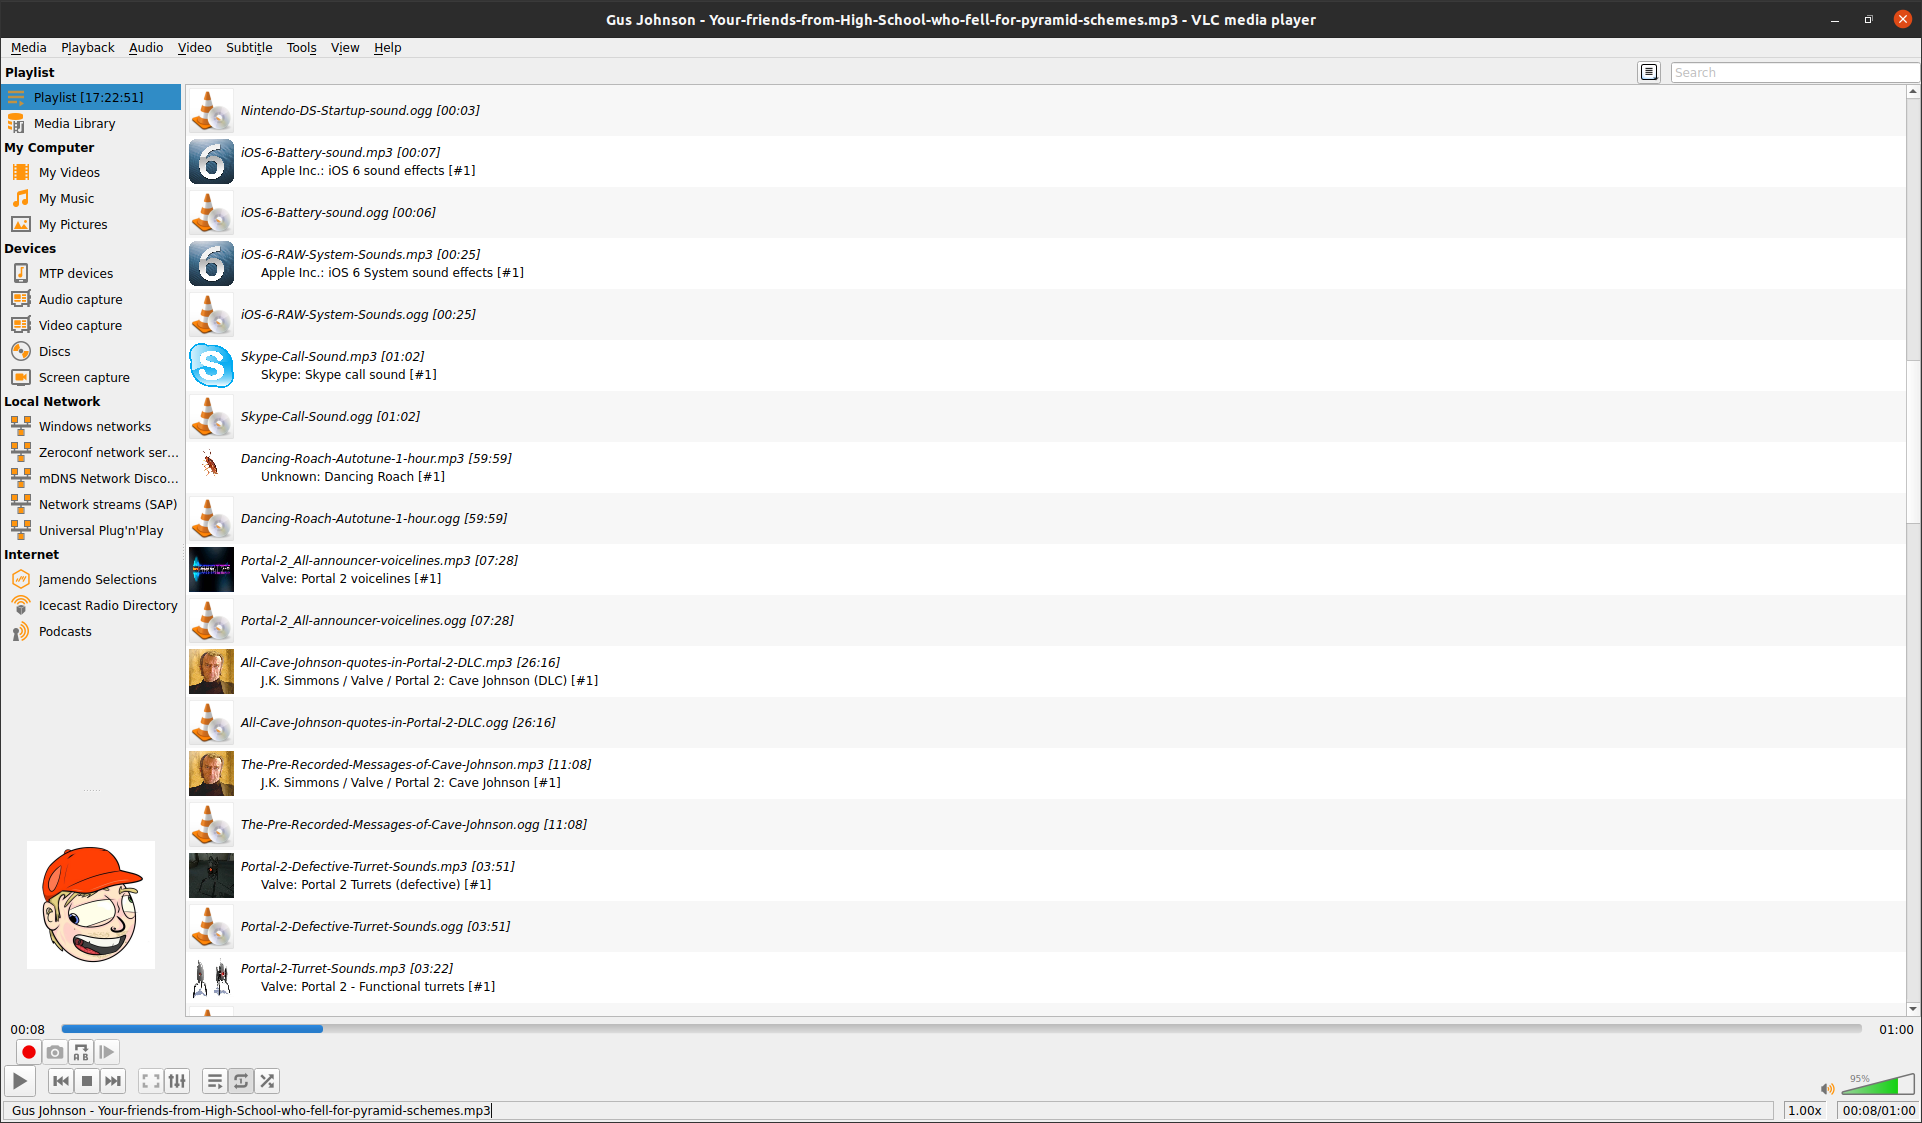 Gus Johnson - Your-friends-from-High-School-who-fell-for-pyramid-schemes.mp3 - VLC media player
Media Playback Audio Video Subtitle Tools View Help
Playlist
Search
Playlist [17:22:51]
Media Library
My Computer
My Videos
My Music
My Pictures
Devices
MTP devices
Audio capture
Video capture
Discs
Screen capture
Local Network
Windows networks
Zeroconf network ser...
mDNS Network Disco...
Network streams (SAP)
Universal Plug'n'Play
Internet
Jamendo Selections
Icecast Radio Directory
Podcasts
Nintendo-DS-Startup-sound.ogg [00:03]
6
iOS-6-Battery-sound.mp3 [00:07]
Apple Inc.: iOS 6 sound effects [#1]
iOS-6-Battery-sound.ogg [00:06]
6
iOS-6-RAW-System-Sounds.mp3 [00:25]
Apple Inc.: iOS 6 System sound effects [#1]
iOS-6-RAW-System-Sounds.ogg [00:25]
S
Skype-Call-Sound.mp3 [01:02]
Skype: Skype call sound [#1]
Skype-Call-Sound.ogg [01:02]
Dancing-Roach-Autotune-1-hour.mp3 [59:59]
Unknown: Dancing Roach [#1]
Dancing-Roach-Autotune-1-hour.ogg [59:59]
Portal-2_All-announcer-voicelines.mp3 [07:28]
Valve: Portal 2 voicelines [#1]
Portal-2_All-announcer-voicelines.ogg [07:28]
All-Cave-Johnson-quotes-in-Portal-2-DLC.mp3 [26:16]
J.K. Simmons / Valve / Portal 2: Cave Johnson (DLC) [#1]
All-Cave-Johnson-quotes-in-Portal-2-DLC.ogg [26:16]
The-Pre-Recorded-Messages-of-Cave-Johnson.mp3 [11:08]
J.K. Simmons / Valve / Portal 2: Cave Johnson [#1]
The-Pre-Recorded-Messages-of-Cave-Johnson.ogg [11:08]
Portal-2-Defective-Turret-Sounds.mp3 [03:51]
Valve: Portal 2 Turrets (defective) [#1]
Portal-2-Defective-Turret-Sounds.ogg [03:51]
Portal-2-Turret-Sounds.mp3 [03:22]
Valve: Portal 2 - Functional turrets [#1]
00:08 01:00
A B
95%
Gus Johnson - Your-friends-from-High-School-who-fell-for-pyramid-schemes.mp3 1.00x 00:08/01:00